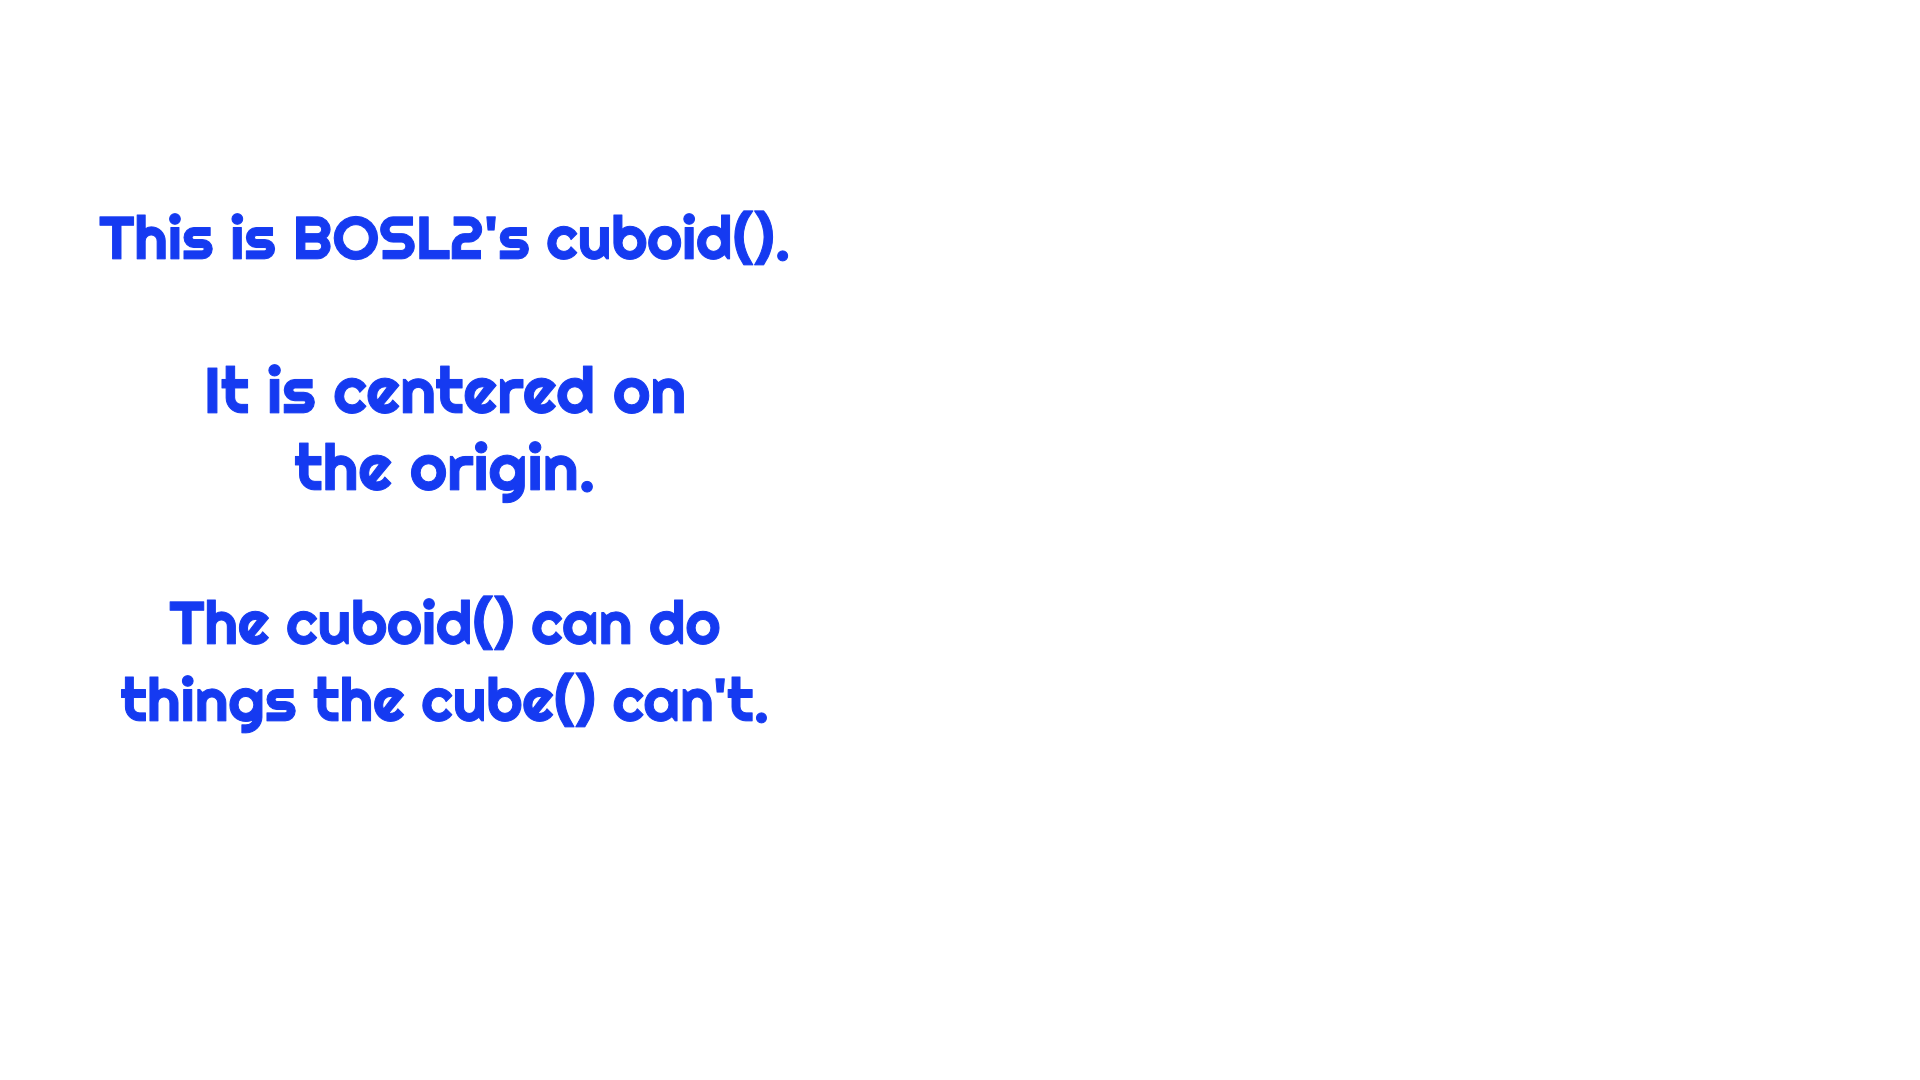 This is BOSL2's cuboid().
It is centered on
the origin.
The cuboid() can do
things the cube() can't.